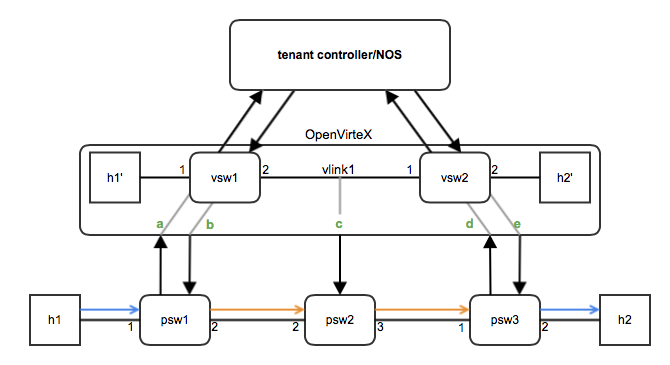 tenant controller/NOS
OpenVirteX
h1' 1 vsw1 2 vlink1 1 vsw2 2 h2'
a b c d e
h1 1 psw1 2 2 psw2 3 1 psw3 2 h2